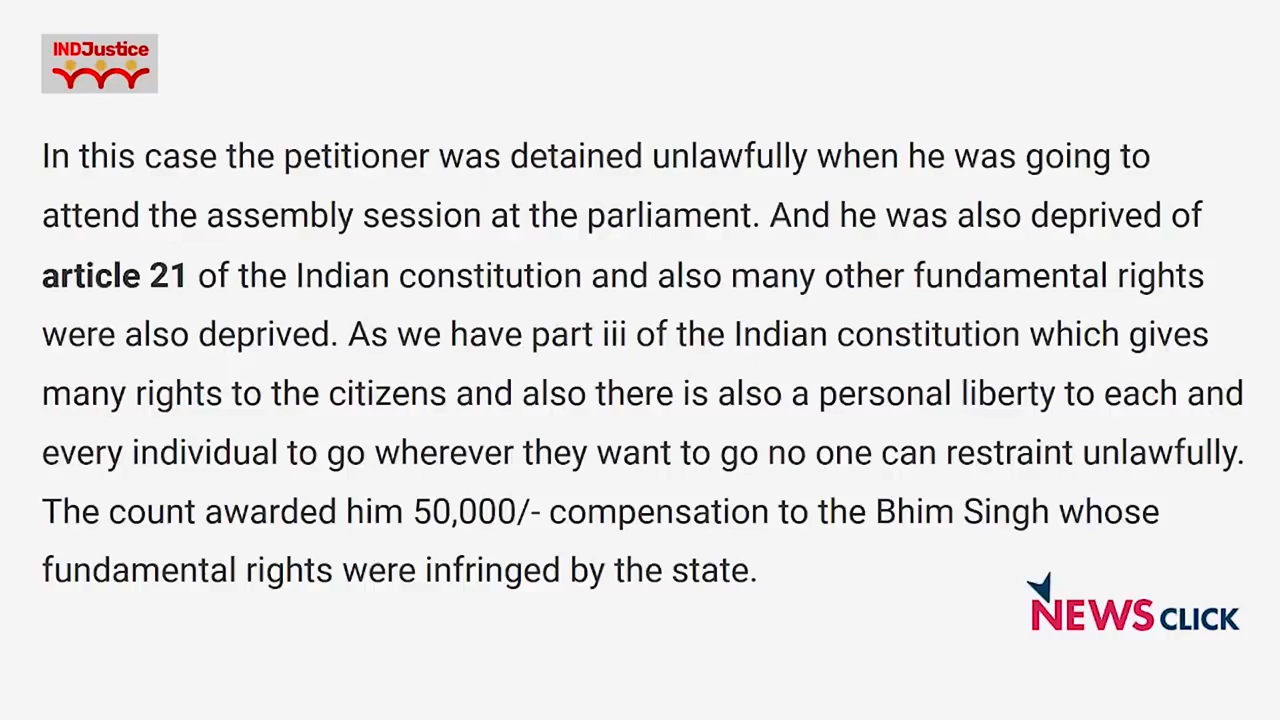 INDJustice
In this case the petitioner was detained unlawfully when he was going to
attend the assembly session at the parliament. And he was also deprived of
article 21 of the Indian constitution and also many other fundamental rights
were also deprived. As we have part iii of the Indian constitution which gives
many rights to the citizens and also there is also a personal liberty to each and
every individual to go wherever they want to go no one can restraint unlawfully.
The count awarded him 50,000/- compensation to the Bhim Singh whose
fundamental rights were infringed by the state.
NEWSCLICK